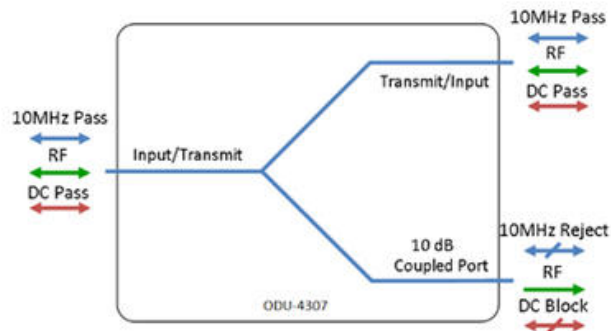 10MHz Pass
RF
DC Pass
Transmit/Input
10MHz Pass
RF
DC Pass
Input/Transmit
10 dB
Coupled Port
10MHz Reject
RF
DC Block
ODU-4307